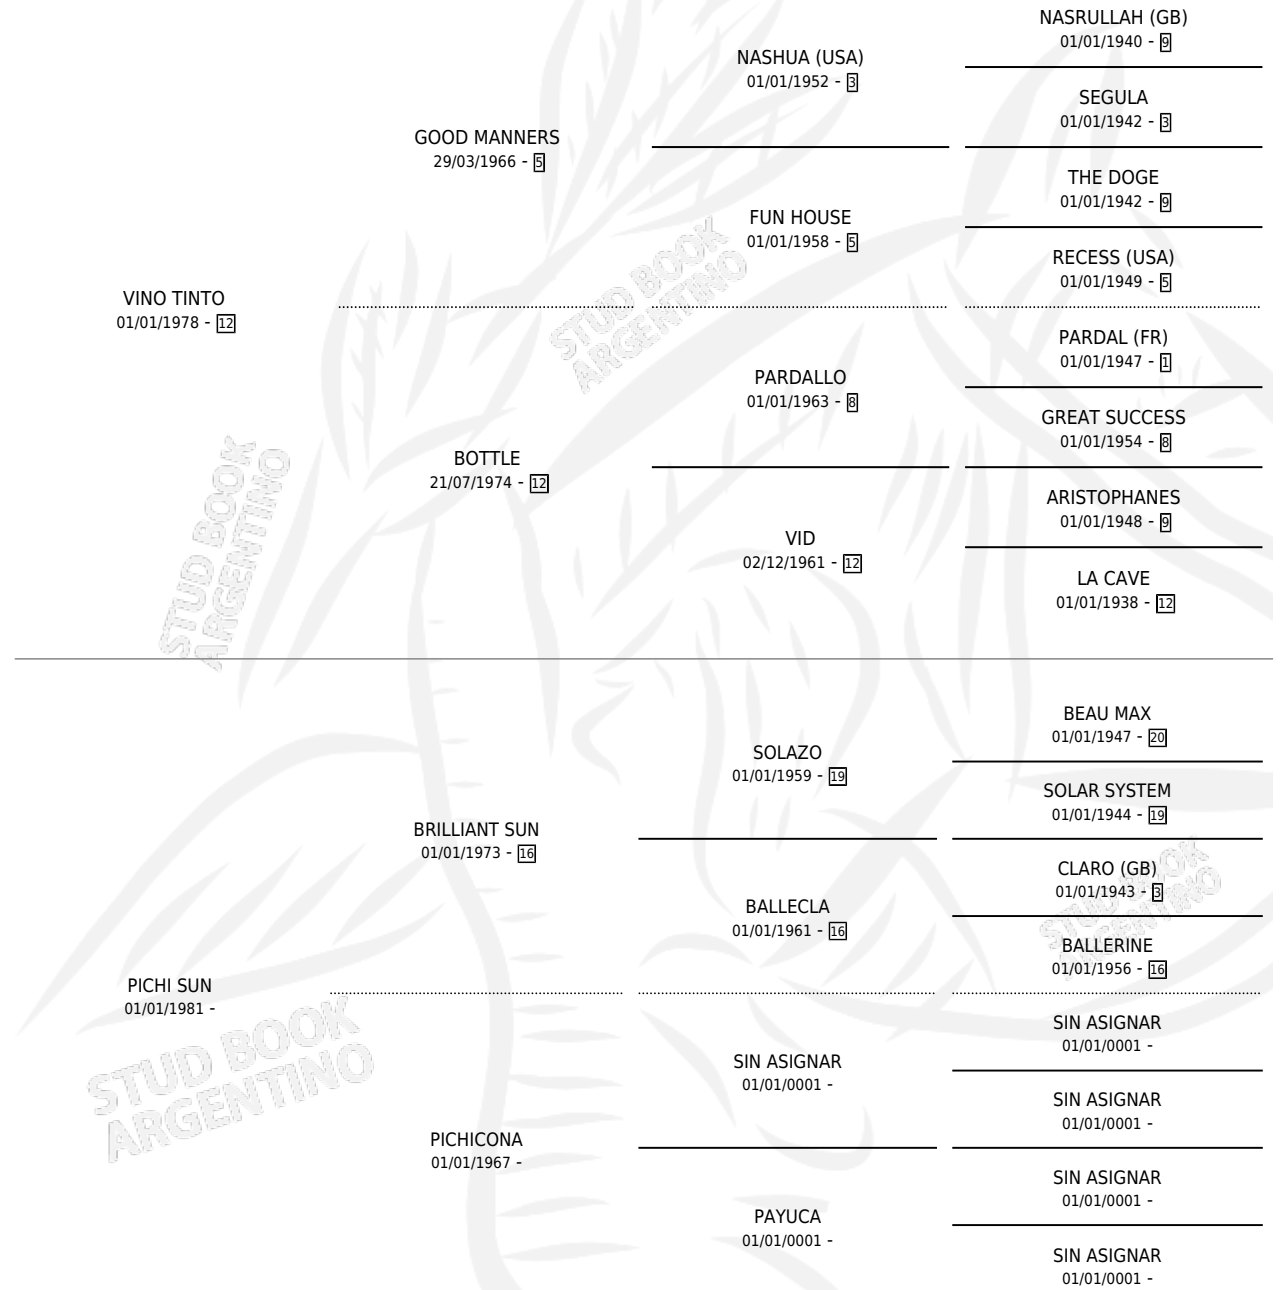 NASRULLAH (GB)
01/01/1940 - 9
NASHUA (USA)
01/01/1952 - 3
SEGULA
01/01/1942 - 3
GOOD MANNERS
29/03/1966 - 5
THE DOGE
01/01/1942 - 9
FUN HOUSE
01/01/1958 - 5
RECESS (USA)
01/01/1949 - 5
VINO TINTO
01/01/1978 - 12
PARDAL (FR)
01/01/1947 - 1
PARDALLO
01/01/1963 - 8
GREAT SUCCESS
01/01/1954 - 8
BOTTLE
21/07/1974 - 12
ARISTOPHANES
01/01/1948 - 9
VID
02/12/1961 - 12
LA CAVE
01/01/1938 - 12
STUD BOOK
ARGENTINO
STUD BOOK
ARGENTINO
BEAU MAX
01/01/1947 - 20
SOLAZO
01/01/1959 - 19
SOLAR SYSTEM
01/01/1944 - 19
BRILLIANT SUN
01/01/1973 - 16
CLARO (GB)
01/01/1943 - 3
BALLECLA
01/01/1961 - 16
BALLERINE
01/01/1956 - 16
STUD BOOK
ARGENTINO
PICHI SUN
01/01/1981 -
SIN ASIGNAR
01/01/0001 -
SIN ASIGNAR
01/01/0001 -
SIN ASIGNAR
01/01/0001 -
PICHICONA
01/01/1967 -
SIN ASIGNAR
01/01/0001 -
PAYUCA
01/01/0001 -
SIN ASIGNAR
01/01/0001 -
STUD BOOK
ARGENTINO